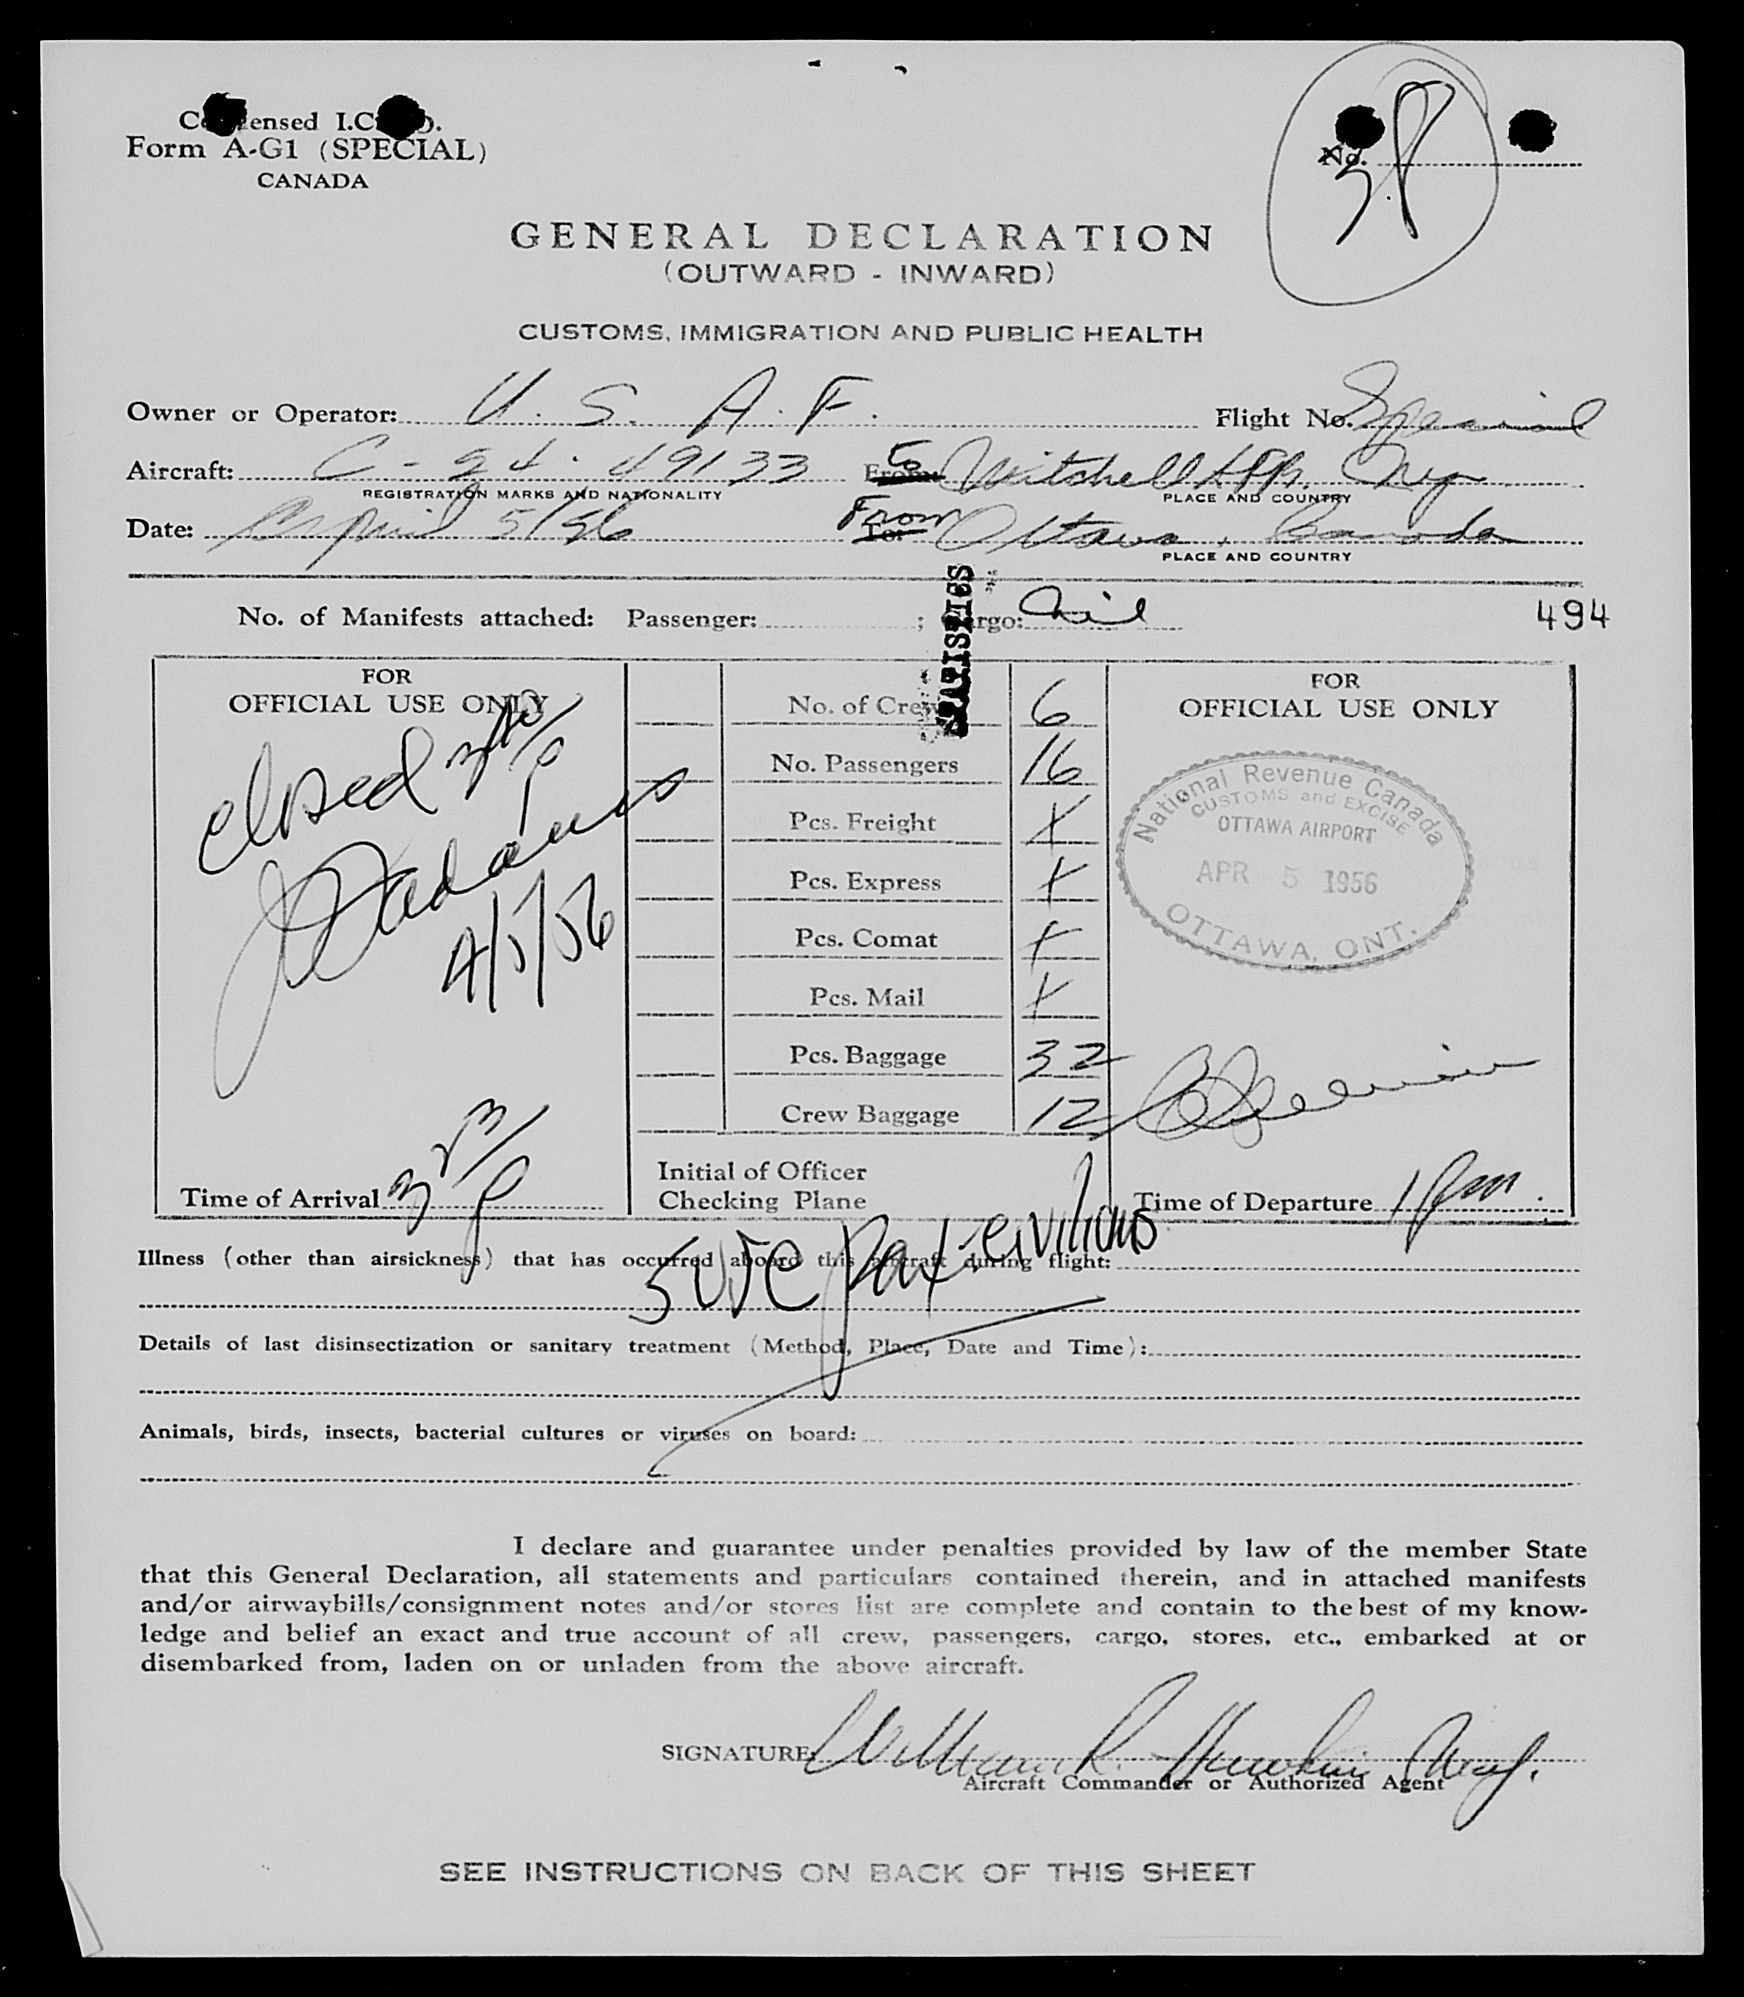 Condensed I.C.A.O.
Form A-G1 (SPECIAL)
CANADA
No.
GENERAL DECLARATION
(OUTWARD - INWARD)
CUSTOMS, IMMIGRATION AND PUBLIC HEALTH
Owner or Operator: U. S. A. F. Flight No. Special
Aircraft: C-54. 49133 From: To Mitchell
REGISTRATION MARKS AND NATIONALITY PLACE AND COUNTRY
Date: April 5/56 To: From Ottawa, Canada
PLACE AND COUNTRY
STATISTICS
No. of Manifests attached: Passenger: ; Cargo: nil 494
FOR
OFFICIAL USE ONLY
closed
Adams
4/5/56
Time of Arrival
No. of Crew 6
No. Passengers 16
Pcs. Freight X
Pcs. Express X
Pcs. Comat X
Pcs. Mail X
Pcs. Baggage 32
Crew Baggage 12
Initial of Officer
Checking Plane
FOR
OFFICIAL USE ONLY
National Revenue Canada
CUSTOMS and EXCISE
OTTAWA AIRPORT
APR 5 1956
OTTAWA, ONT.
Time of Departure 1 pm.
pax civilians
Illness (other than airsickness) that has occurred aboard this aircraft during flight:
Details of last disinsectization or sanitary treatment (Method, Place, Date and Time):
Animals, birds, insects, bacterial cultures or viruses on board:
I declare and guarantee under penalties provided by law of the member State
that this General Declaration, all statements and particulars contained therein, and in attached manifests
and/or airwaybills/consignment notes and/or stores list are complete and contain to the best of my know-
ledge and belief an exact and true account of all crew, passengers, cargo, stores, etc., embarked at or
disembarked from, laden on or unladen from the above aircraft.
SIGNATURE: William R.
Aircraft Commander or Authorized Agent
SEE INSTRUCTIONS ON BACK OF THIS SHEET